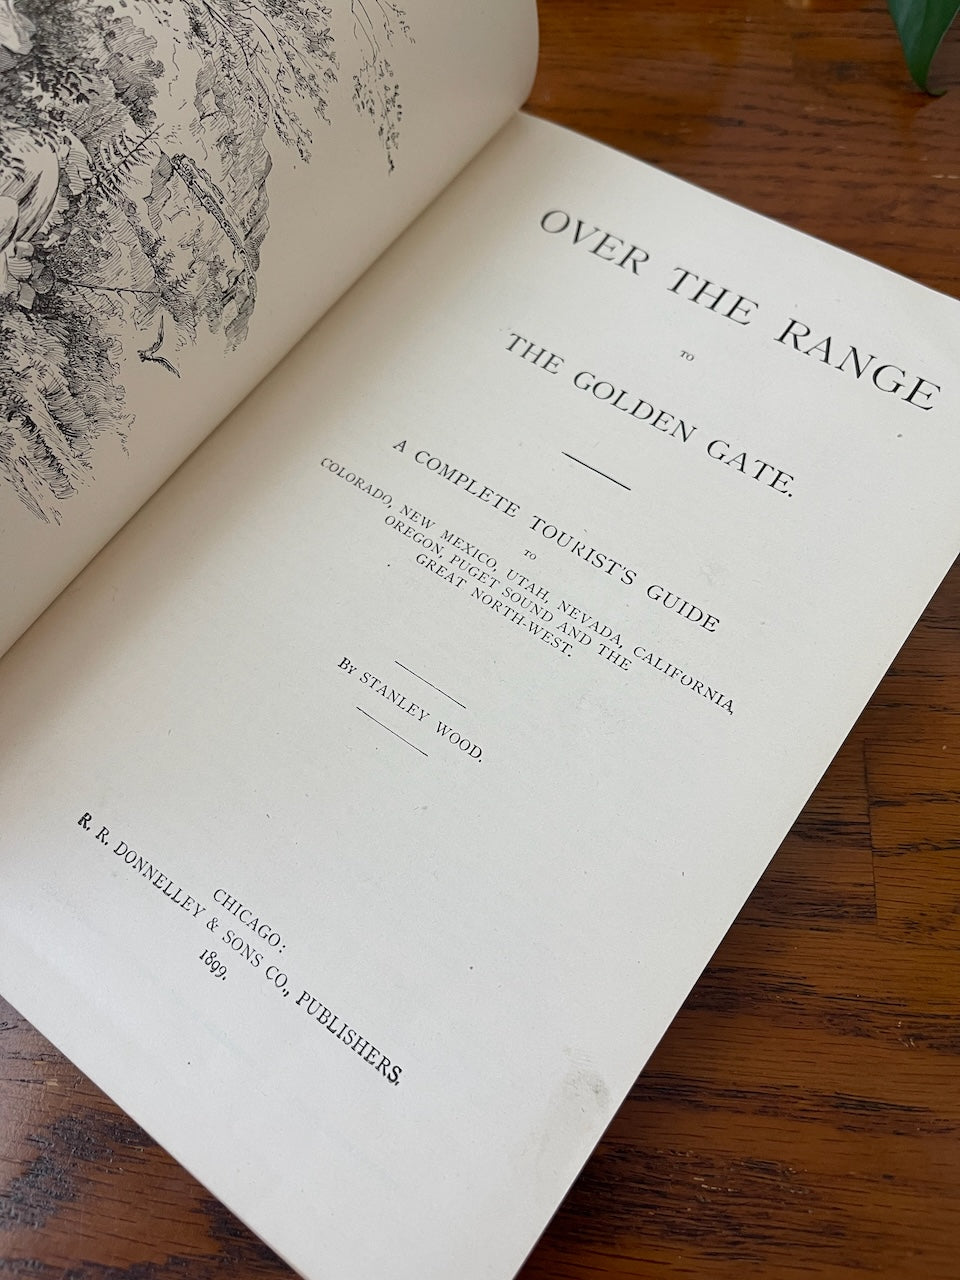 OVER THE RANGE
TO
THE GOLDEN GATE.
A COMPLETE TOURIST'S GUIDE
TO
COLORADO, NEW MEXICO, UTAH, NEVADA, CALIFORNIA,
OREGON, PUGET SOUND AND THE
GREAT NORTH-WEST.
By STANLEY WOOD.
CHICAGO:
R. R. DONNELLEY & SONS CO., PUBLISHERS.
1899.